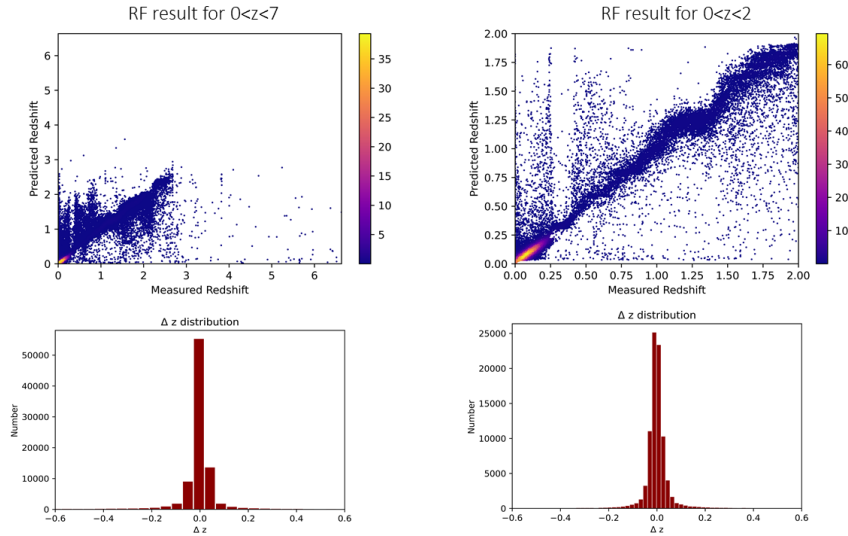 RF result for 0<z<7
RF result for 0<z<2
Predicted Redshift
6
5
4
3
2
1
0
0 1 2 3 4 5 6
Measured Redshift
35
30
25
20
15
10
5
Predicted Redshift
2.00
1.75
1.50
1.25
1.00
0.75
0.50
0.25
0.00
0.00 0.25 0.50 0.75 1.00 1.25 1.50 1.75 2.00
Measured Redshift
60
50
40
30
20
10
Δ z distribution
Number
50000
40000
30000
20000
10000
0
−0.6 −0.4 −0.2 0.0 0.2 0.4 0.6
Δ z
Δ z distribution
Number
25000
20000
15000
10000
5000
0
−0.6 −0.4 −0.2 0.0 0.2 0.4 0.6
Δ z